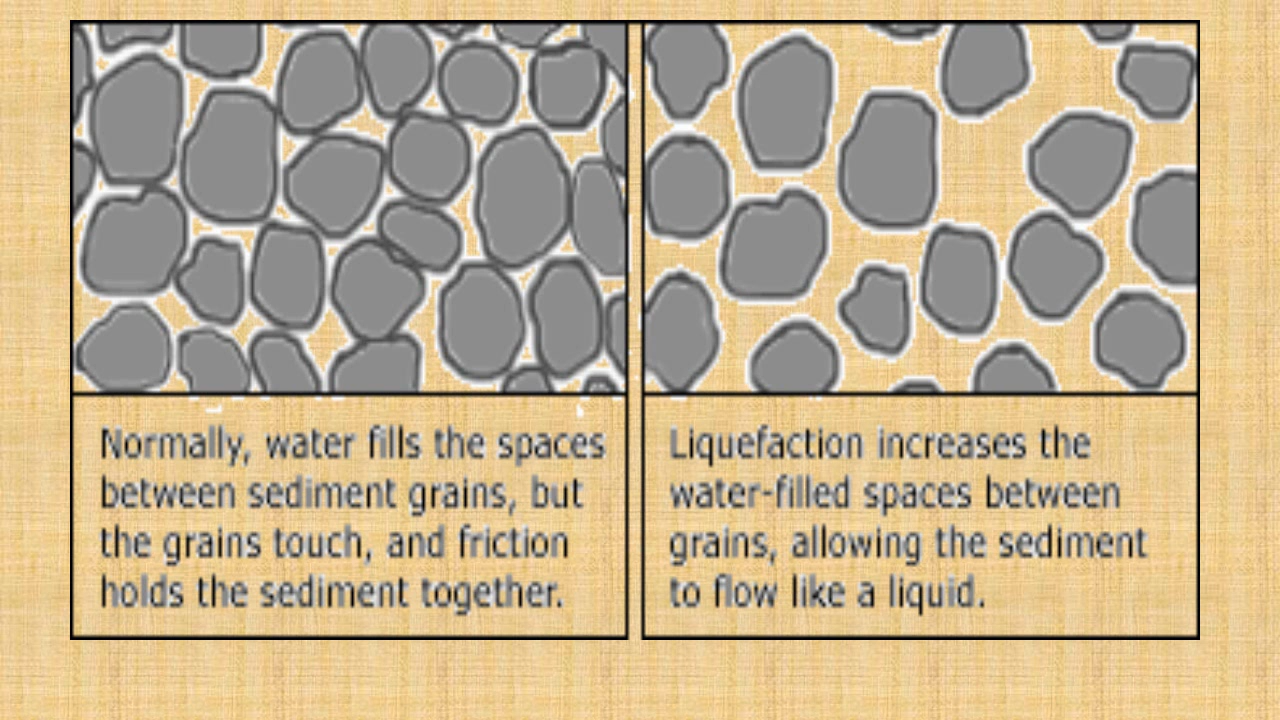 Normally, water fills the spaces
between sediment grains, but
the grains touch, and friction
holds the sediment together.
Liquefaction increases the
water-filled spaces between
grains, allowing the sediment
to flow like a liquid.